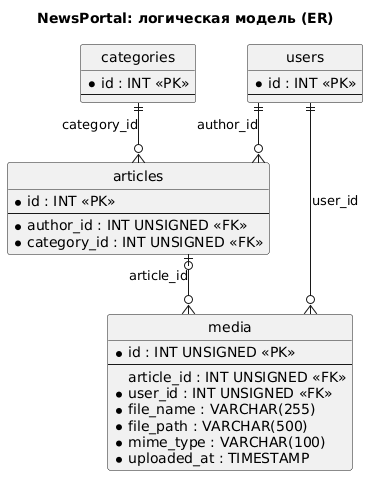 NewsPortal: логическая модель (ER)
categories
id : INT «PK»
users
id : INT «PK»
category_id
author_id
articles
id : INT «PK»
author_id : INT UNSIGNED «FK»
category_id : INT UNSIGNED «FK»
user_id
article_id
media
id : INT UNSIGNED «PK»
article_id : INT UNSIGNED «FK»
user_id : INT UNSIGNED «FK»
file_name : VARCHAR(255)
file_path : VARCHAR(500)
mime_type : VARCHAR(100)
uploaded_at : TIMESTAMP